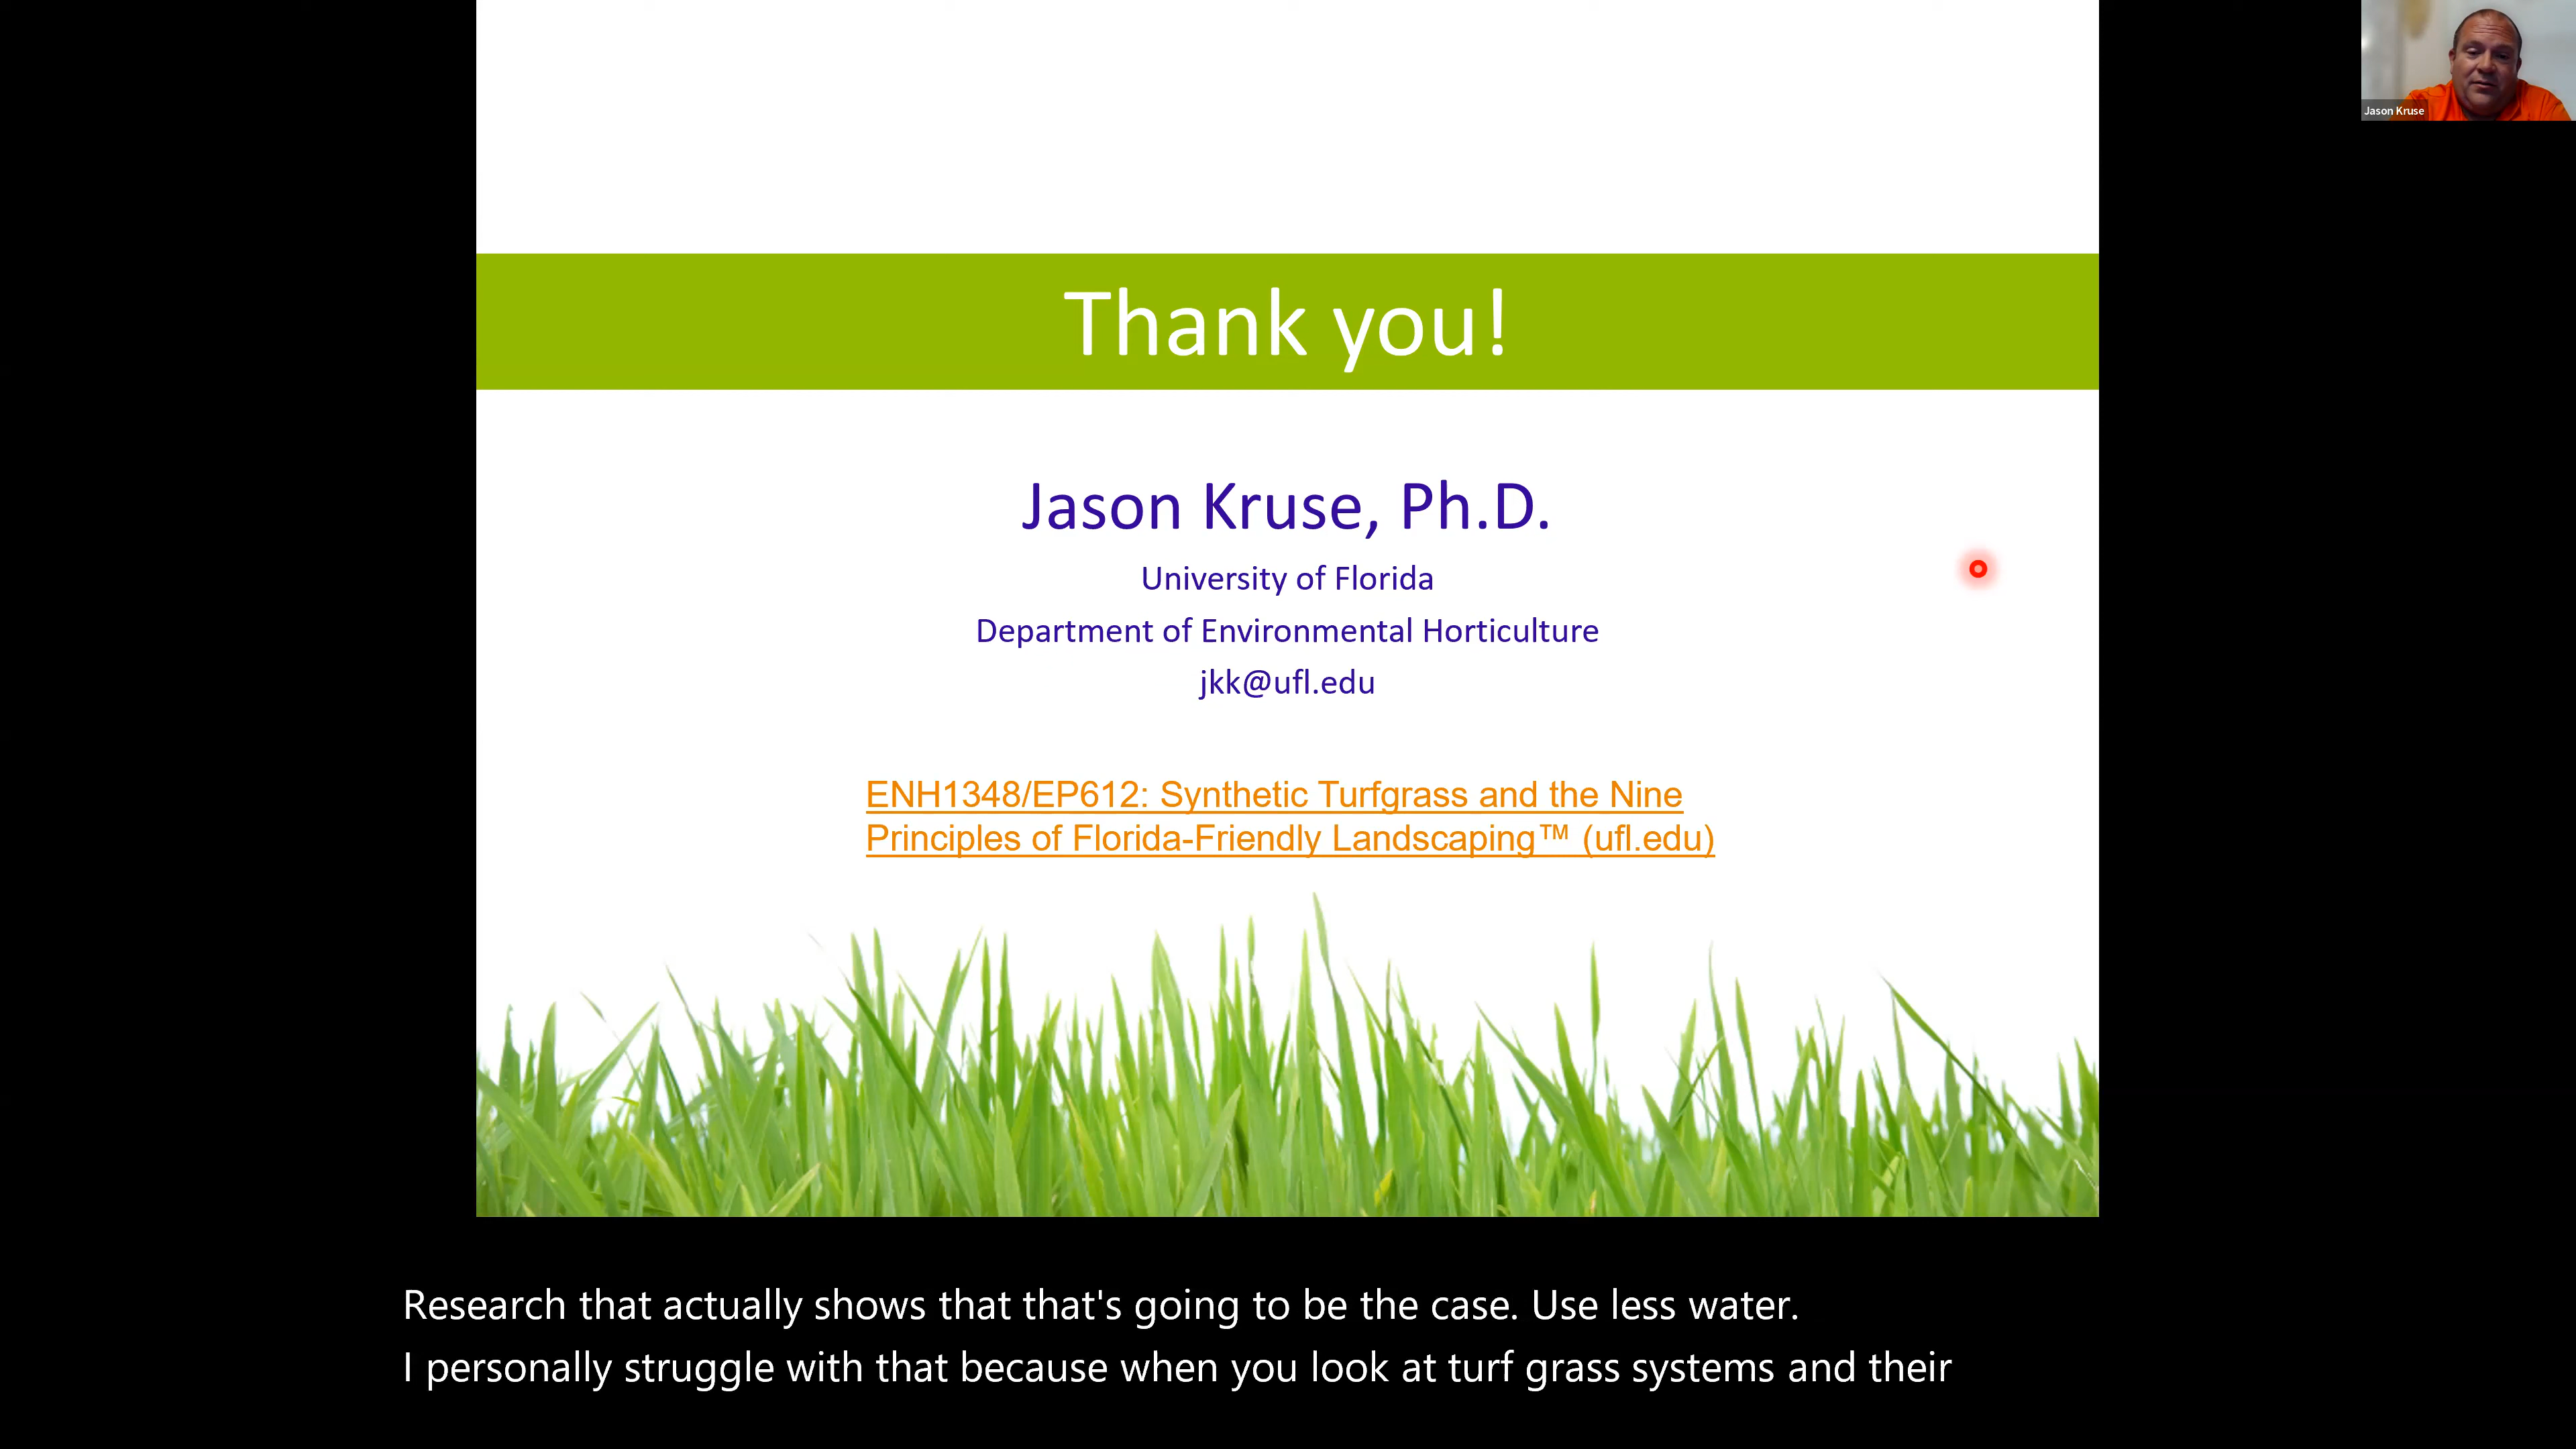 Jason Kruse
Thank you!
Jason Kruse, Ph.D.
University of Florida
Department of Environmental Horticulture
jkk@ufl.edu
ENH1348/EP612: Synthetic Turfgrass and the Nine
Principles of Florida-Friendly Landscaping™ (ufl.edu)
Research that actually shows that that's going to be the case. Use less water.
I personally struggle with that because when you look at turf grass systems and their